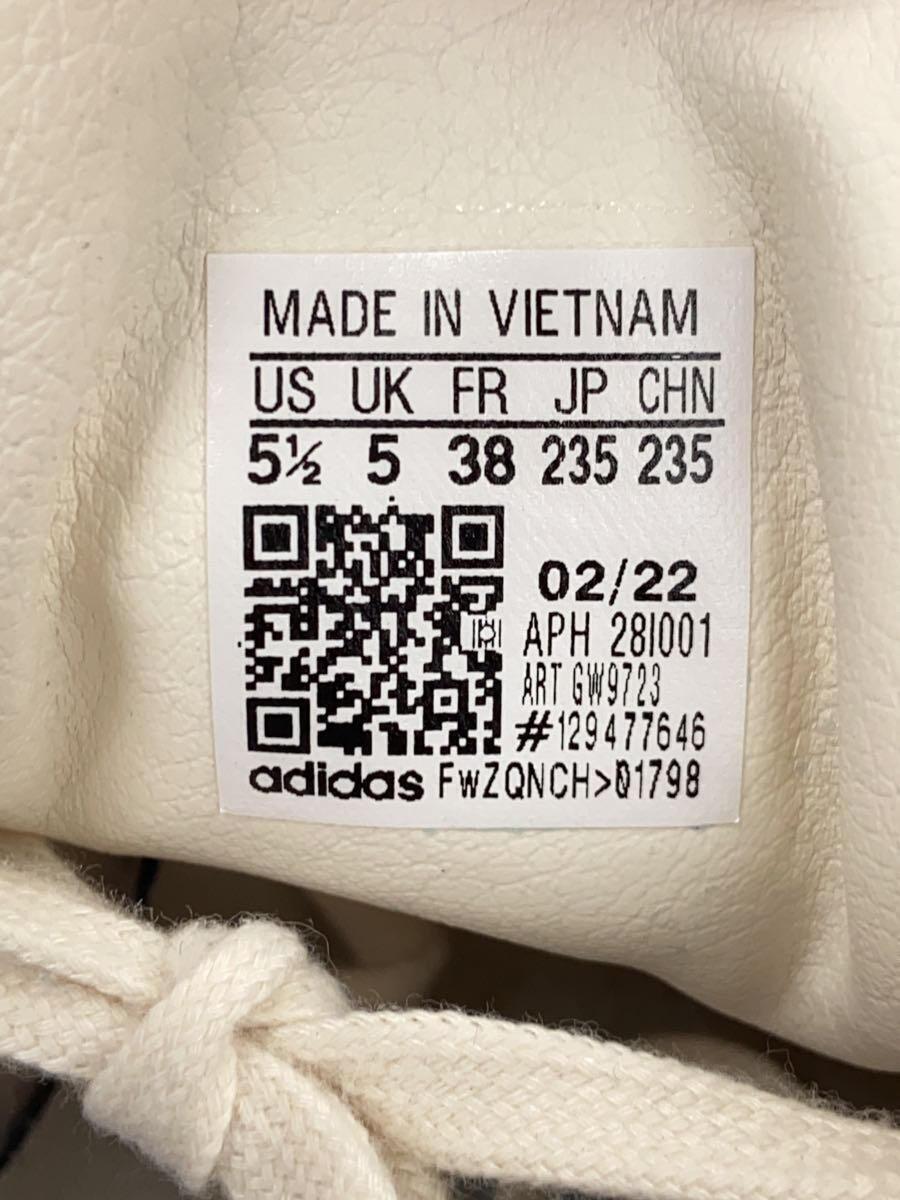 MADE IN VIETNAM
US UK FR JP CHN
5½ 5 38 235 235
02/22
APH 28I001
ART GW9723
#129477646
adidas FwZQNCH>01798